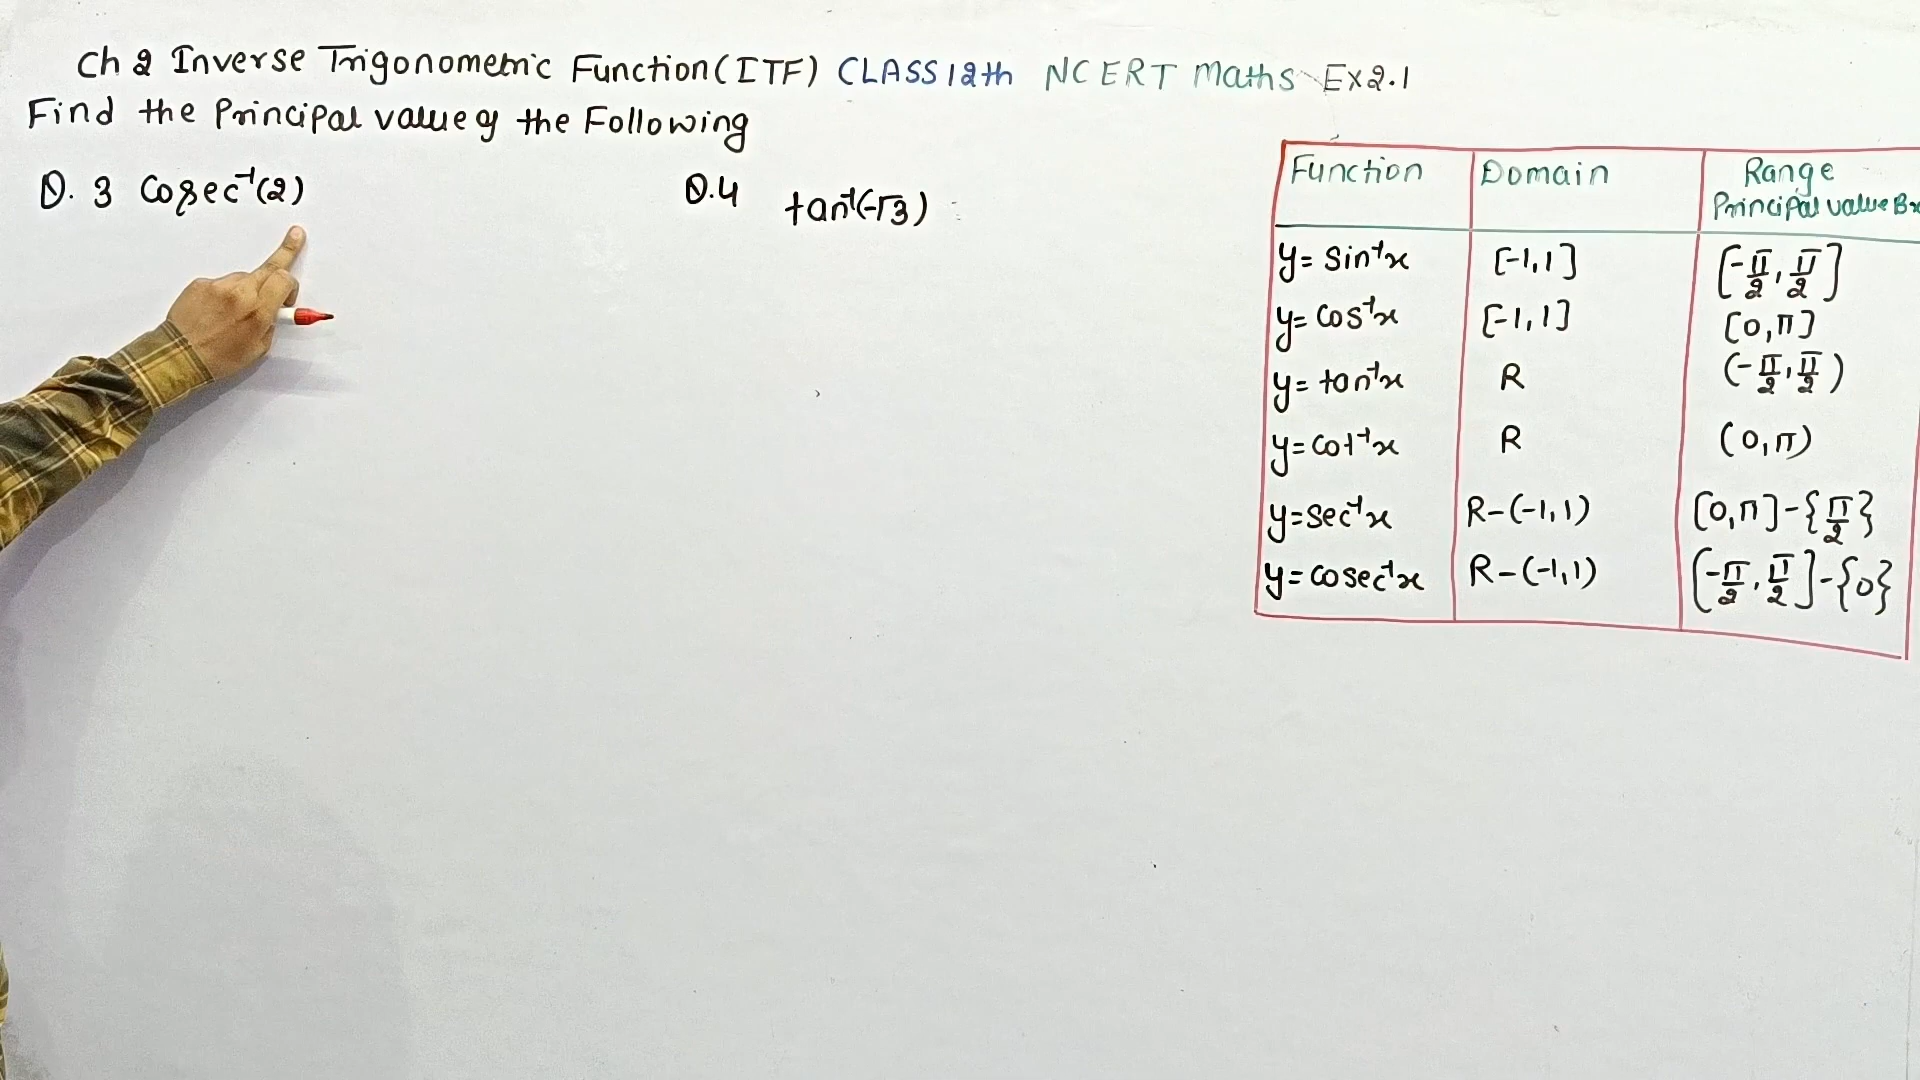 Ch 2 Inverse Trigonometric Function (ITF) CLASS 12th NCERT Maths Ex 2.1
Find the Principal value of the Following
Q. 3 Cosec⁻¹(2)
Q.4 tan⁻¹(-√3)
Function Domain Range
Principal value
y = sin⁻¹x [-1,1] [-π/2, π/2]
y = cos⁻¹x [-1,1] [0,π]
y = tan⁻¹x R (-π/2, π/2)
y = cot⁻¹x R (0,π)
y = sec⁻¹x R-(-1,1) [0,π]-{π/2}
y = cosec⁻¹x R-(-1,1) [-π/2, π/2]-{0}